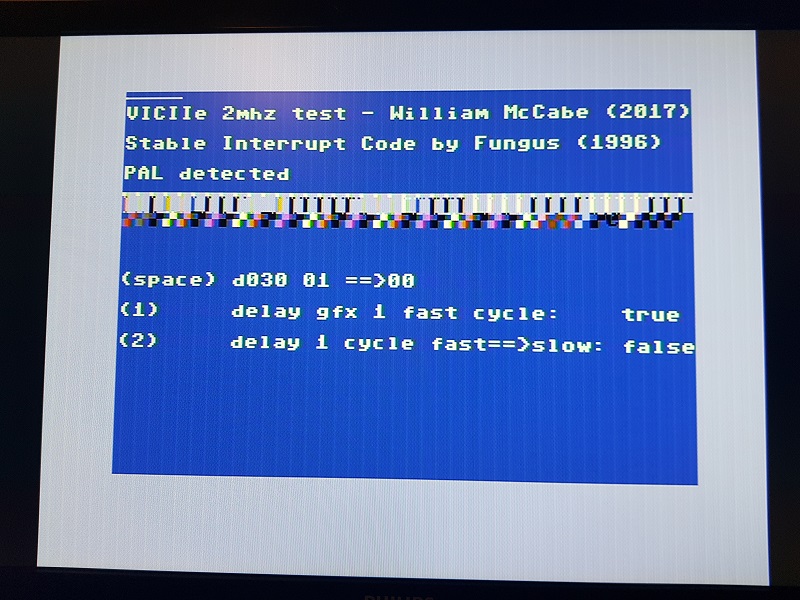 VICIIe 2mhz test - William McCabe (2017)
Stable Interrupt Code by Fungus (1996)
PAL detected
(space) d030 01 ==>00
(1) delay gfx 1 fast cycle: true
(2) delay 1 cycle fast==>slow: false